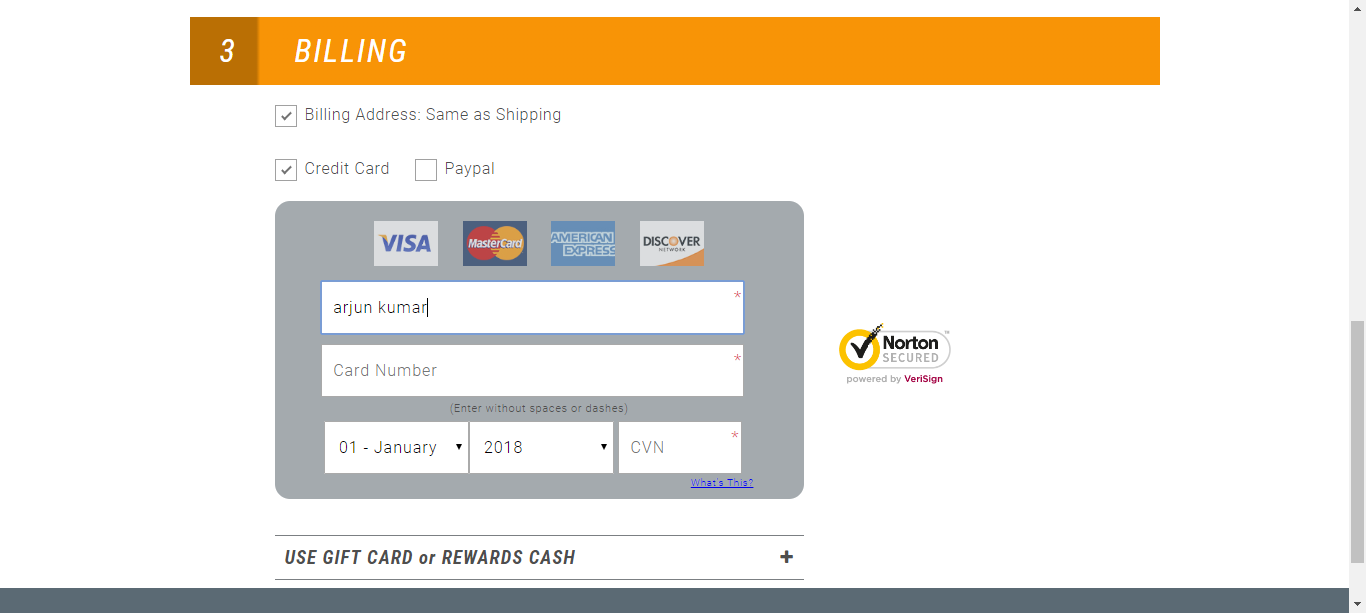 3 BILLING
Billing Address: Same as Shipping
Credit Card Paypal
VISA MasterCard AMERICAN EXPRESS DISCOVER NETWORK
arjun kumar *
Card Number *
(Enter without spaces or dashes)
01 - January 2018 CVN *
What's This?
Norton
SECURED
powered by VeriSign
USE GIFT CARD or REWARDS CASH +